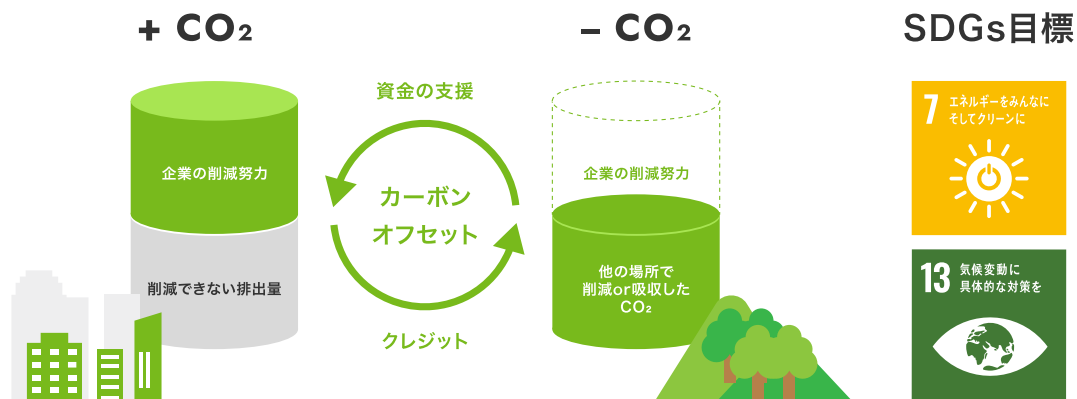 + CO₂
− CO₂
SDGs目標
資金の支援
企業の削減努力
削減できない排出量
カーボン
オフセット
クレジット
企業の削減努力
他の場所で
削減or吸収した
CO₂
7 エネルギーをみんなに
そしてクリーンに
13 気候変動に
具体的な対策を